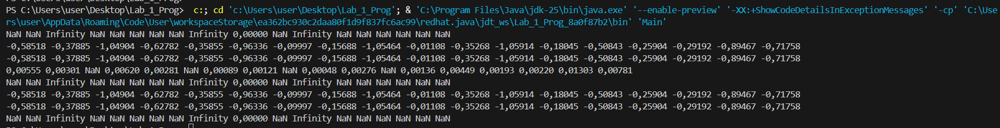 PS C:\Users\user\Desktop\Lab_1_Prog>
PS C:\Users\user\Desktop\Lab_1_Prog>  c:; cd 'c:\Users\user\Desktop\Lab_1_Prog'; & 'C:\Program Files\Java\jdk-25\bin\java.exe' '--enable-preview' '-XX:+ShowCodeDetailsInExceptionMessages' '-cp' 'C:\Use
rs\user\AppData\Roaming\Code\User\workspaceStorage\ea362bc930c2daa80f1d9f837fc6ac99\redhat.java\jdt_ws\Lab_1_Prog_8a0f87b2\bin' 'Main'
NaN NaN Infinity NaN NaN NaN NaN NaN Infinity 0,00000 NaN Infinity NaN NaN NaN NaN NaN NaN
-0,58518 -0,37885 -1,04904 -0,62782 -0,35855 -0,96336 -0,09997 -0,15688 -1,05464 -0,01108 -0,35268 -1,05914 -0,18045 -0,50843 -0,25904 -0,29192 -0,89467 -0,71758
-0,58518 -0,37885 -1,04904 -0,62782 -0,35855 -0,96336 -0,09997 -0,15688 -1,05464 -0,01108 -0,35268 -1,05914 -0,18045 -0,50843 -0,25904 -0,29192 -0,89467 -0,71758
0,00555 0,00301 NaN 0,00620 0,00281 NaN 0,00089 0,00121 NaN 0,00048 0,00276 NaN 0,00136 0,00449 0,00193 0,00220 0,01303 0,00781
NaN NaN Infinity NaN NaN NaN NaN NaN Infinity 0,00000 NaN Infinity NaN NaN NaN NaN NaN NaN
-0,58518 -0,37885 -1,04904 -0,62782 -0,35855 -0,96336 -0,09997 -0,15688 -1,05464 -0,01108 -0,35268 -1,05914 -0,18045 -0,50843 -0,25904 -0,29192 -0,89467 -0,71758
-0,58518 -0,37885 -1,04904 -0,62782 -0,35855 -0,96336 -0,09997 -0,15688 -1,05464 -0,01108 -0,35268 -1,05914 -0,18045 -0,50843 -0,25904 -0,29192 -0,89467 -0,71758
NaN NaN Infinity NaN NaN NaN NaN NaN Infinity 0,00000 NaN Infinity NaN NaN NaN NaN NaN NaN